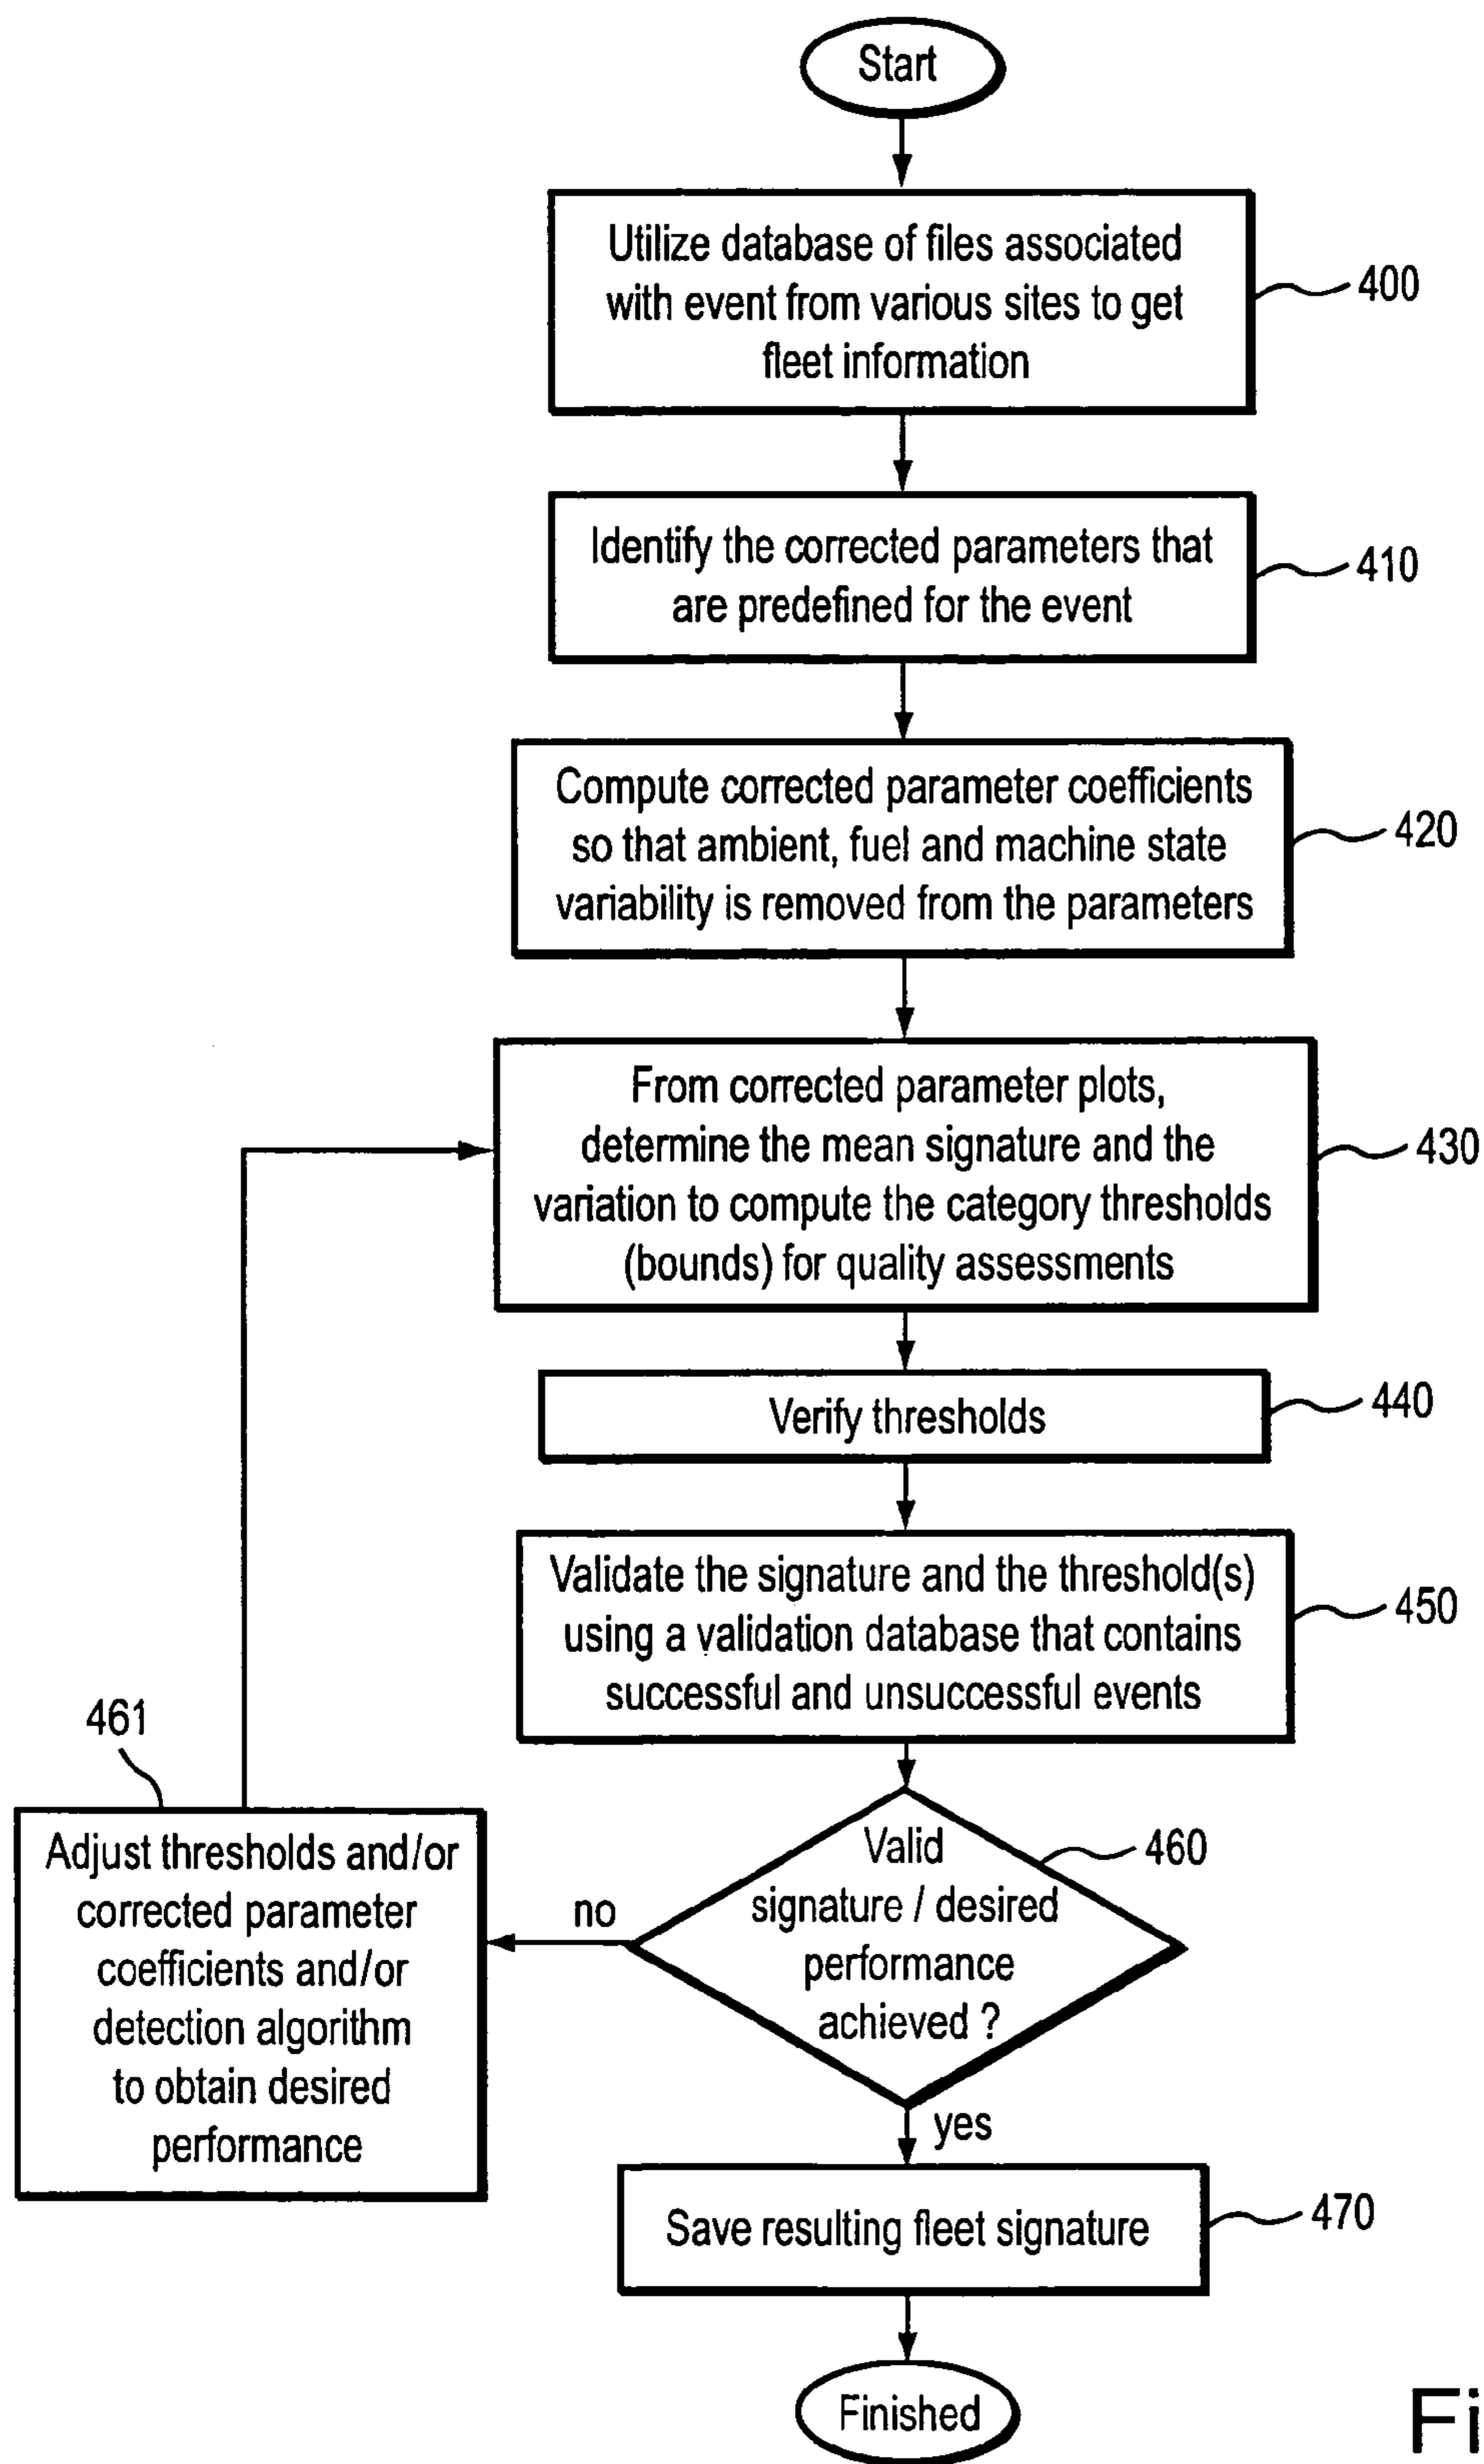 Start
Utilize database of files associated
with event from various sites to get
fleet information
400
Identify the corrected parameters that
are predefined for the event
410
Compute corrected parameter coefficients
so that ambient, fuel and machine state
variability is removed from the parameters
420
From corrected parameter plots,
determine the mean signature and the
variation to compute the category thresholds
(bounds) for quality assessments
430
Verify thresholds
440
Validate the signature and the threshold(s)
using a validation database that contains
successful and unsuccessful events
450
461
Adjust thresholds and/or
corrected parameter
coefficients and/or
detection algorithm
to obtain desired
performance
no
Valid
signature / desired
performance
achieved ?
460
yes
Save resulting fleet signature
470
Finished
Fi